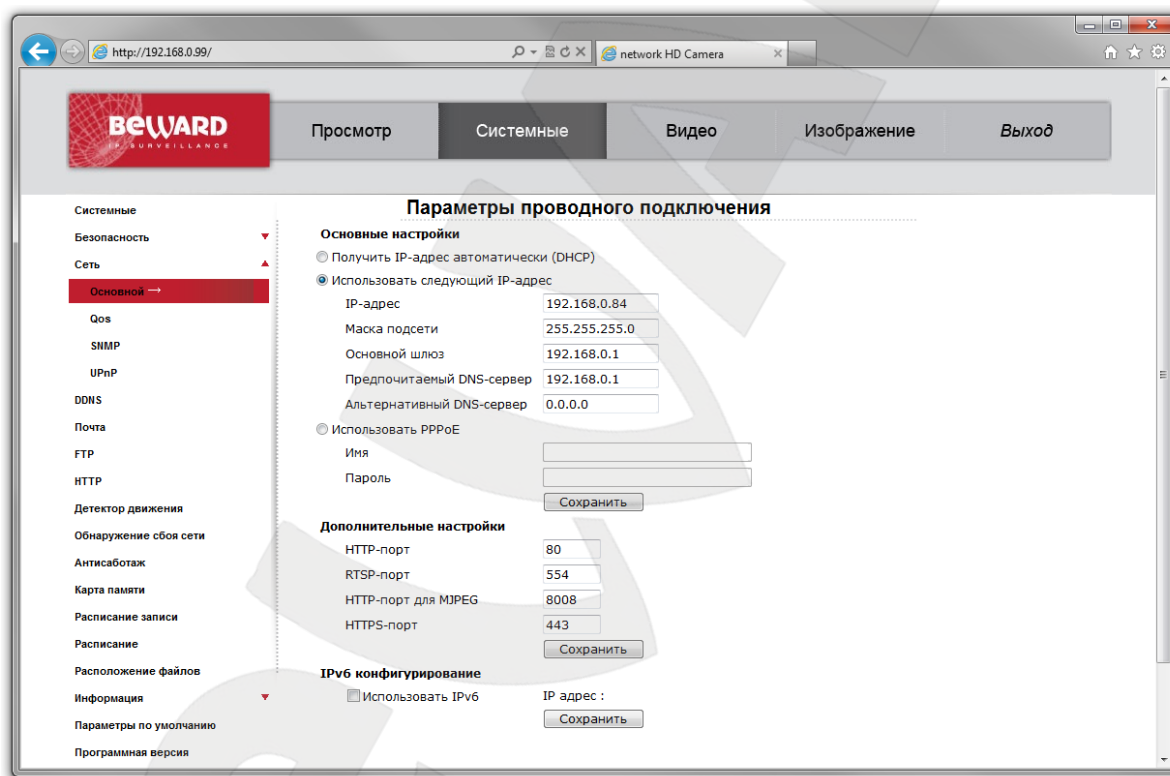 http://192.168.0.99/
network HD Camera
BEWARD
IP SURVEILLANCE
Просмотр
Системные
Видео
Изображение
Выход
Системные
Безопасность
Сеть
Основной →
Qos
SNMP
UPnP
DDNS
Почта
FTP
HTTP
Детектор движения
Обнаружение сбоя сети
Антисаботаж
Карта памяти
Расписание записи
Расписание
Расположение файлов
Информация
Параметры по умолчанию
Программная версия
Параметры проводного подключения
Основные настройки
Получить IP-адрес автоматически (DHCP)
Использовать следующий IP-адрес
IP-адрес 192.168.0.84
Маска подсети 255.255.255.0
Основной шлюз 192.168.0.1
Предпочитаемый DNS-сервер 192.168.0.1
Альтернативный DNS-сервер 0.0.0.0
Использовать PPPoE
Имя
Пароль
Сохранить
Дополнительные настройки
HTTP-порт 80
RTSP-порт 554
HTTP-порт для MJPEG 8008
HTTPS-порт 443
Сохранить
IPv6 конфигурирование
Использовать IPv6 IP адрес :
Сохранить